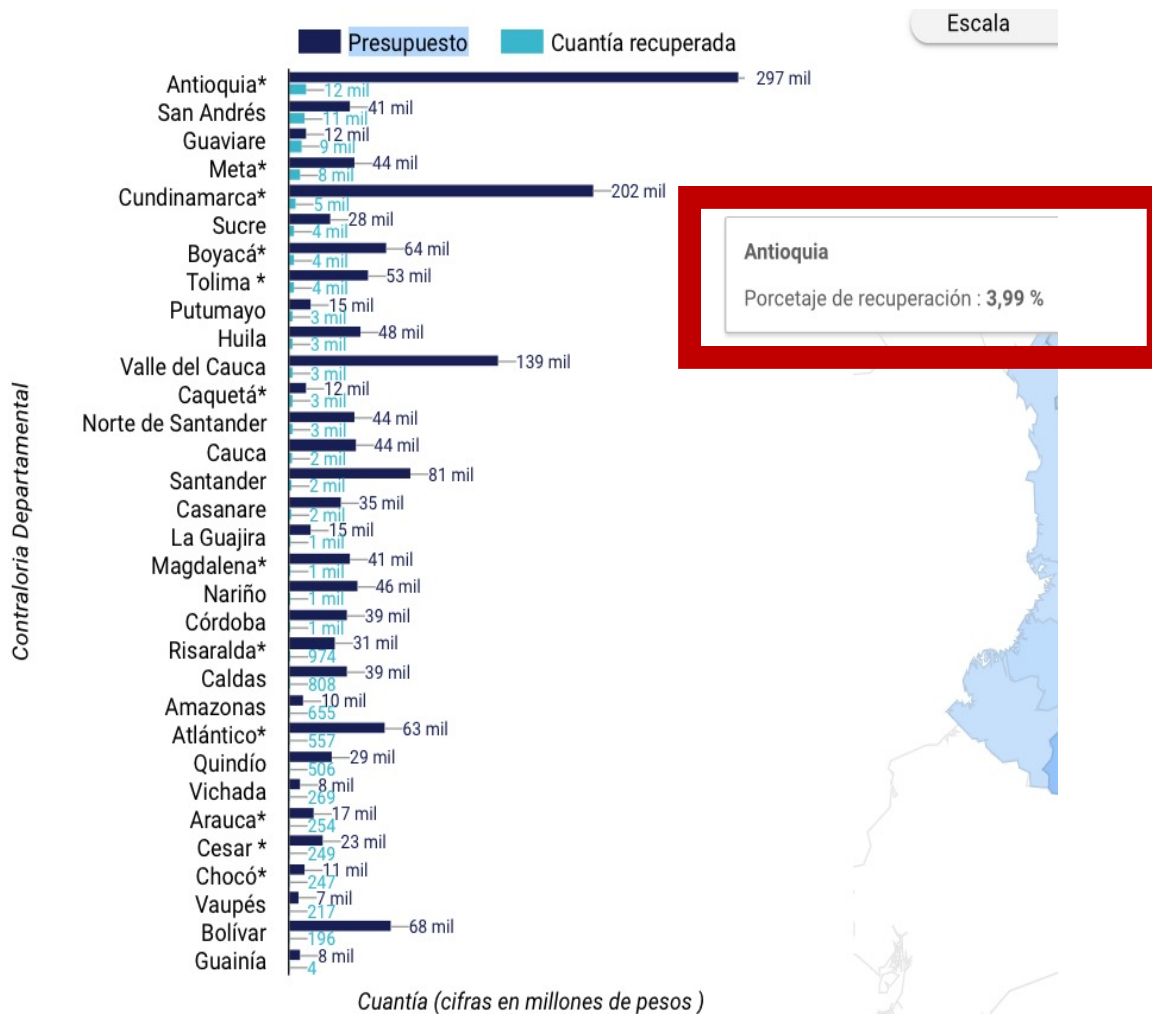 Escala
Presupuesto Cuantía recuperada
Antioquia* 297 mil
12 mil
San Andrés 41 mil
11 mil
Guaviare 12 mil
9 mil
Meta* 44 mil
8 mil
Cundinamarca* 202 mil
5 mil
Sucre 28 mil
4 mil
Boyacá* 64 mil
4 mil
Tolima * 53 mil
4 mil
Putumayo 15 mil
3 mil
Huila 48 mil
3 mil
Valle del Cauca 139 mil
3 mil
Caquetá* 12 mil
3 mil
Norte de Santander 44 mil
3 mil
Cauca 44 mil
2 mil
Santander 81 mil
2 mil
Casanare 35 mil
2 mil
La Guajira 15 mil
1 mil
Magdalena* 41 mil
1 mil
Nariño 46 mil
1 mil
Córdoba 39 mil
1 mil
Risaralda* 31 mil
974
Caldas 39 mil
808
Amazonas 10 mil
655
Atlántico* 63 mil
557
Quindío 29 mil
506
Vichada 8 mil
269
Arauca* 17 mil
254
Cesar * 23 mil
249
Chocó* 11 mil
247
Vaupés 7 mil
217
Bolívar 68 mil
196
Guainía 8 mil
4
Contraloria Departamental
Cuantía (cifras en millones de pesos )
Antioquia
Porcetaje de recuperación : 3,99 %